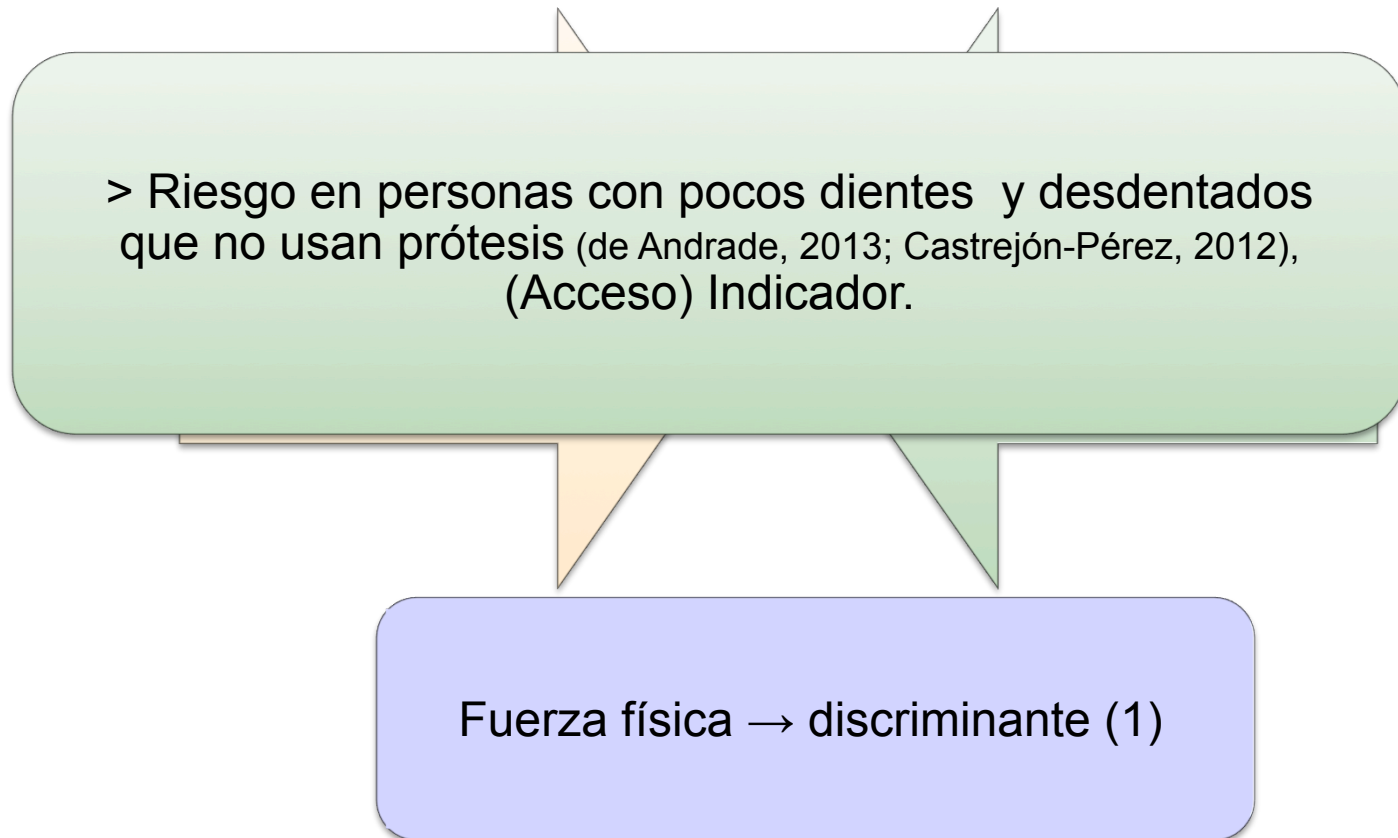 > Riesgo en personas con pocos dientes  y desdentados
que no usan prótesis (de Andrade, 2013; Castrejón-Pérez, 2012),
(Acceso) Indicador.
Fuerza física → discriminante (1)